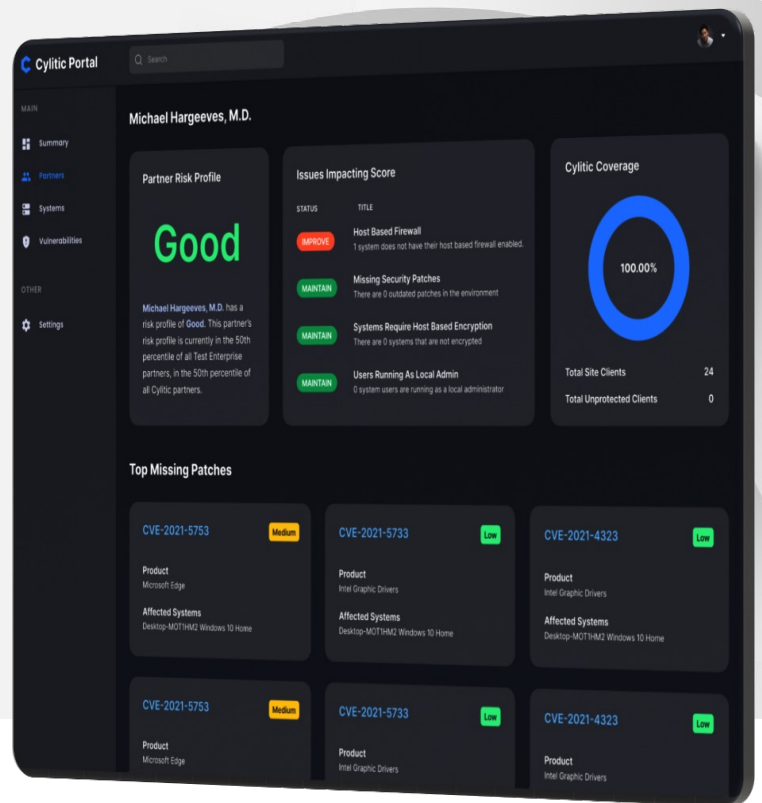 Cylitic Portal
Search
MAIN
Summary
Partners
Systems
Vulnerabilities
OTHER
Settings
Michael Hargeeves, M.D.
Partner Risk Profile
Good
Michael Hargeeves, M.D. has a
risk profile of Good. This partner's
risk profile is currently in the 50th
percentile of all Test Enterprise
partners, in the 50th percentile of
all Cylitic partners.
Issues Impacting Score
STATUS TITLE
IMPROVE Host Based Firewall
1 system does not have their host based firewall enabled.
MAINTAIN Missing Security Patches
There are 0 outdated patches in the environment
MAINTAIN Systems Require Host Based Encryption
There are 0 systems that are not encrypted
MAINTAIN Users Running As Local Admin
0 system users are running as a local administrator
Cylitic Coverage
100.00%
Total Site Clients 24
Total Unprotected Clients 0
Top Missing Patches
CVE-2021-5753 Medium
Product
Microsoft Edge
Affected Systems
Desktop-MOT1HM2 Windows 10 Home
CVE-2021-5733 Low
Product
Intel Graphic Drivers
Affected Systems
Desktop-MOT1HM2 Windows 10 Home
CVE-2021-4323 Low
Product
Intel Graphic Drivers
Affected Systems
Desktop-MOT1HM2 Windows 10 Home
CVE-2021-5753 Medium
Product
Microsoft Edge
CVE-2021-5733 Low
Product
Intel Graphic Drivers
CVE-2021-4323 Low
Product
Intel Graphic Drivers